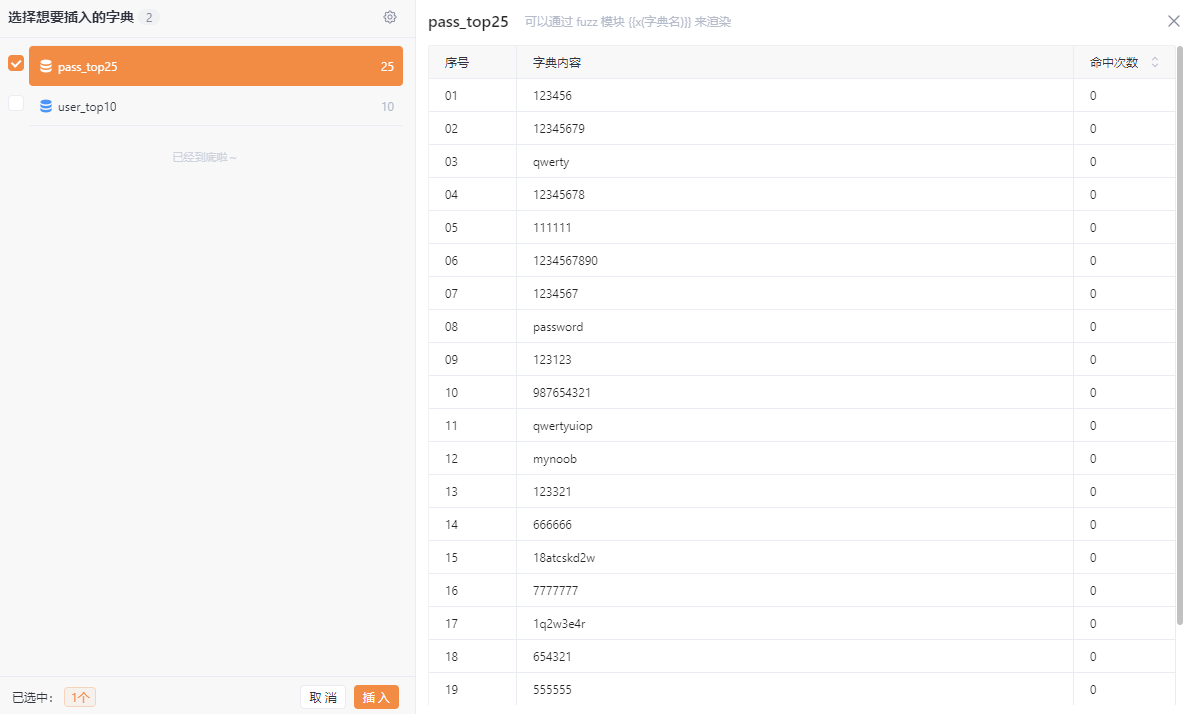 选择想要插入的字典 2
pass_top25 25
user_top10 10
已经到底啦~
已选中: 1个
取消 插入
pass_top25 可以通过 fuzz 模块 {{x(字典名)}} 来渲染
序号 字典内容 命中次数
01 123456 0
02 12345679 0
03 qwerty 0
04 12345678 0
05 111111 0
06 1234567890 0
07 1234567 0
08 password 0
09 123123 0
10 987654321 0
11 qwertyuiop 0
12 mynoob 0
13 123321 0
14 666666 0
15 18atcskd2w 0
16 7777777 0
17 1q2w3e4r 0
18 654321 0
19 555555 0